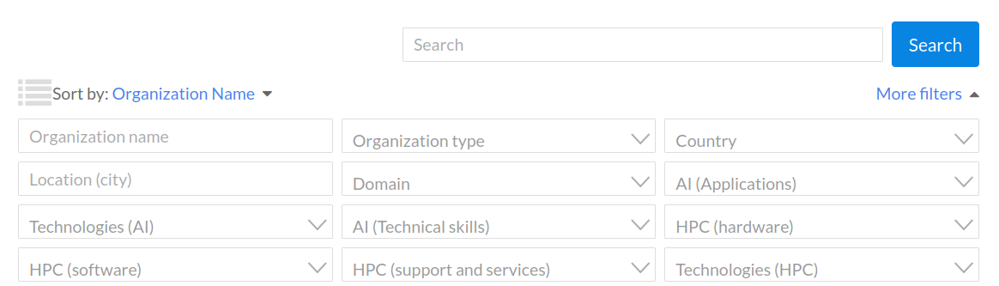 Search Search
Sort by: Organization Name More filters
Organization name Organization type Country
Location (city) Domain AI (Applications)
Technologies (AI) AI (Technical skills) HPC (hardware)
HPC (software) HPC (support and services) Technologies (HPC)